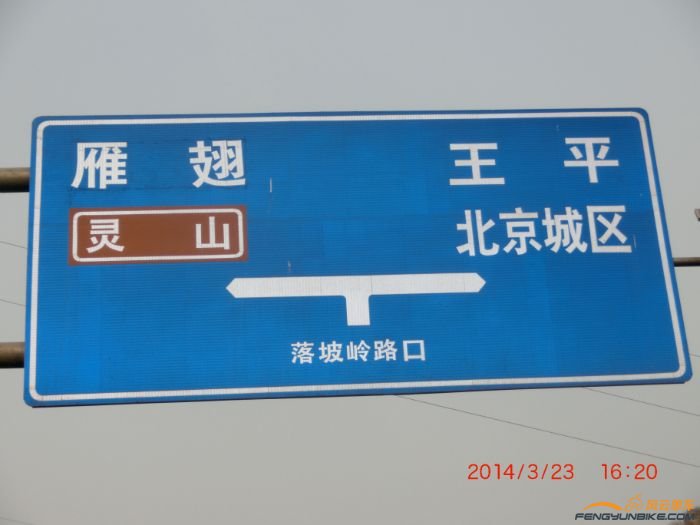 雁翅 王平
灵山 北京城区
落坡岭路口
2014/3/23 16:20
FENGYUNBIKE.COM